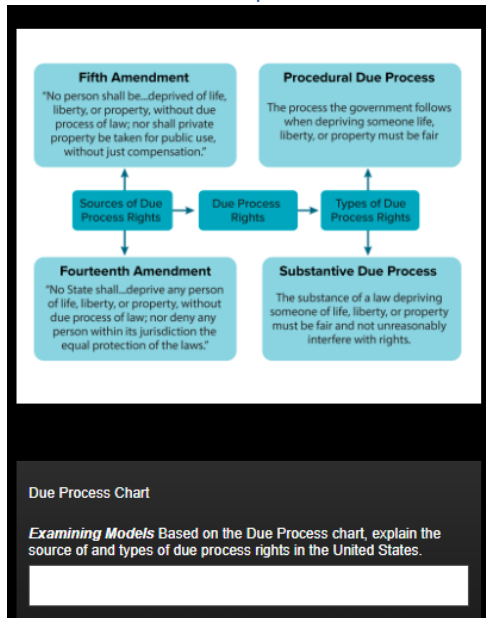 Fifth Amendment
"No person shall be...deprived of life,
liberty, or property, without due
process of law; nor shall private
property be taken for public use,
without just compensation."
Procedural Due Process
The process the government follows
when depriving someone life,
liberty, or property must be fair
Sources of Due
Process Rights
Due Process
Rights
Types of Due
Process Rights
Fourteenth Amendment
"No State shall...deprive any person
of life, liberty, or property, without
due process of law; nor deny any
person within its jurisdiction the
equal protection of the laws."
Substantive Due Process
The substance of a law depriving
someone of life, liberty, or property
must be fair and not unreasonably
interfere with rights.
Due Process Chart
Examining Models Based on the Due Process chart, explain the
source of and types of due process rights in the United States.